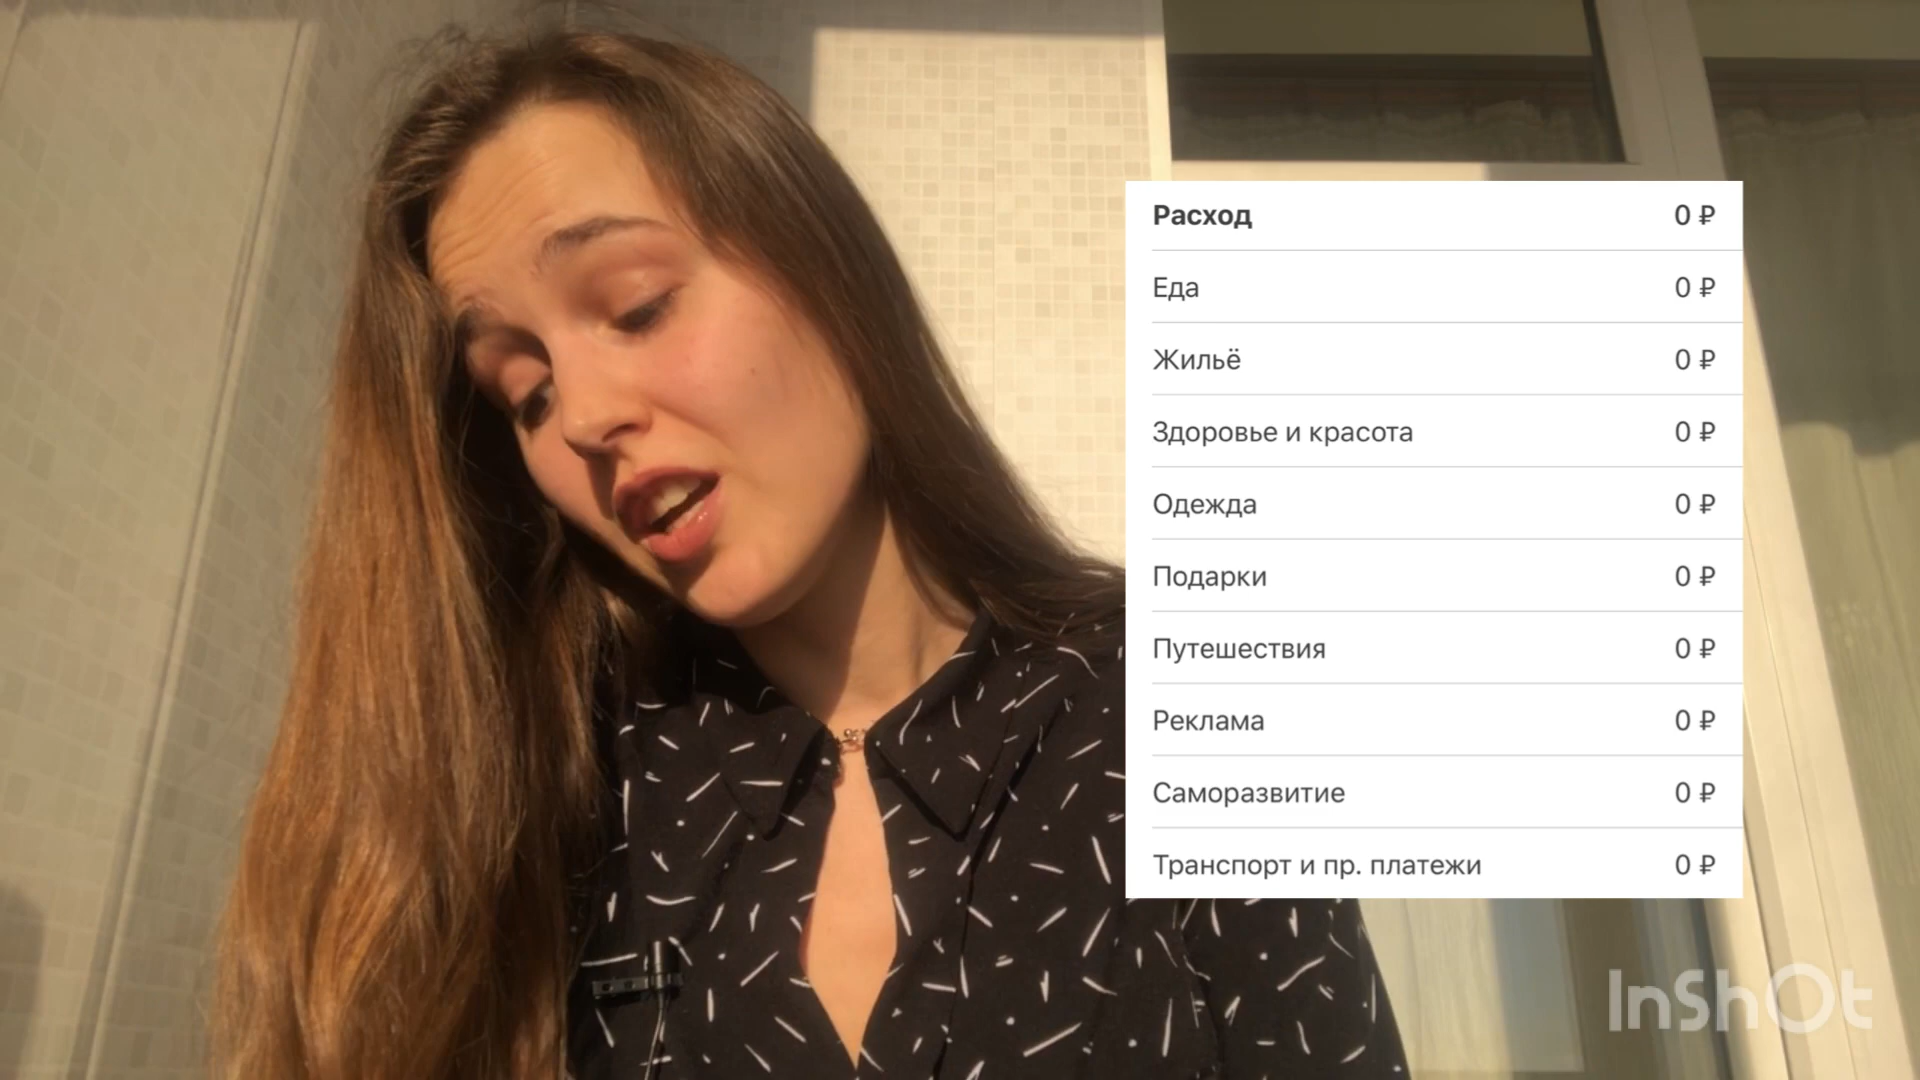 Расход 0 ₽
Еда 0 ₽
Жильё 0 ₽
Здоровье и красота 0 ₽
Одежда 0 ₽
Подарки 0 ₽
Путешествия 0 ₽
Реклама 0 ₽
Саморазвитие 0 ₽
Транспорт и пр. платежи 0 ₽
InShOt